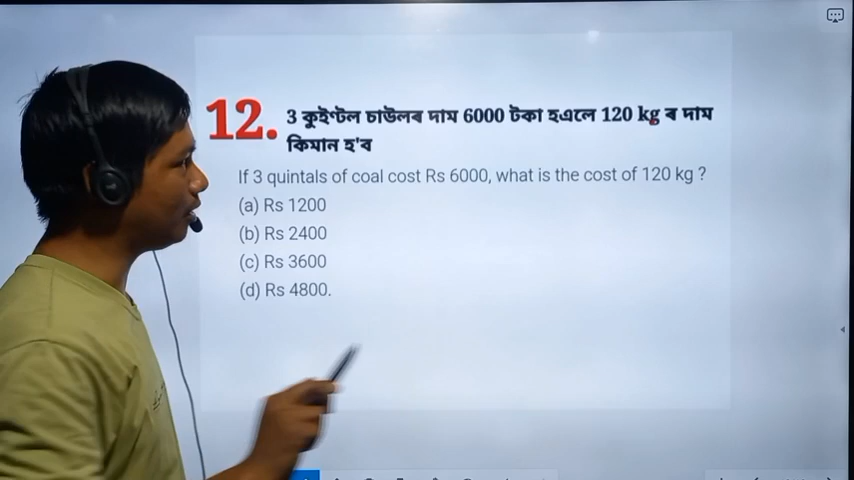 12. 3 কুইণ্টল চাউলৰ দাম 6000 টকা হএলে 120 kg ৰ দাম
কিমান হ'ব
If 3 quintals of coal cost Rs 6000, what is the cost of 120 kg ?
(a) Rs 1200
(b) Rs 2400
(c) Rs 3600
(d) Rs 4800.